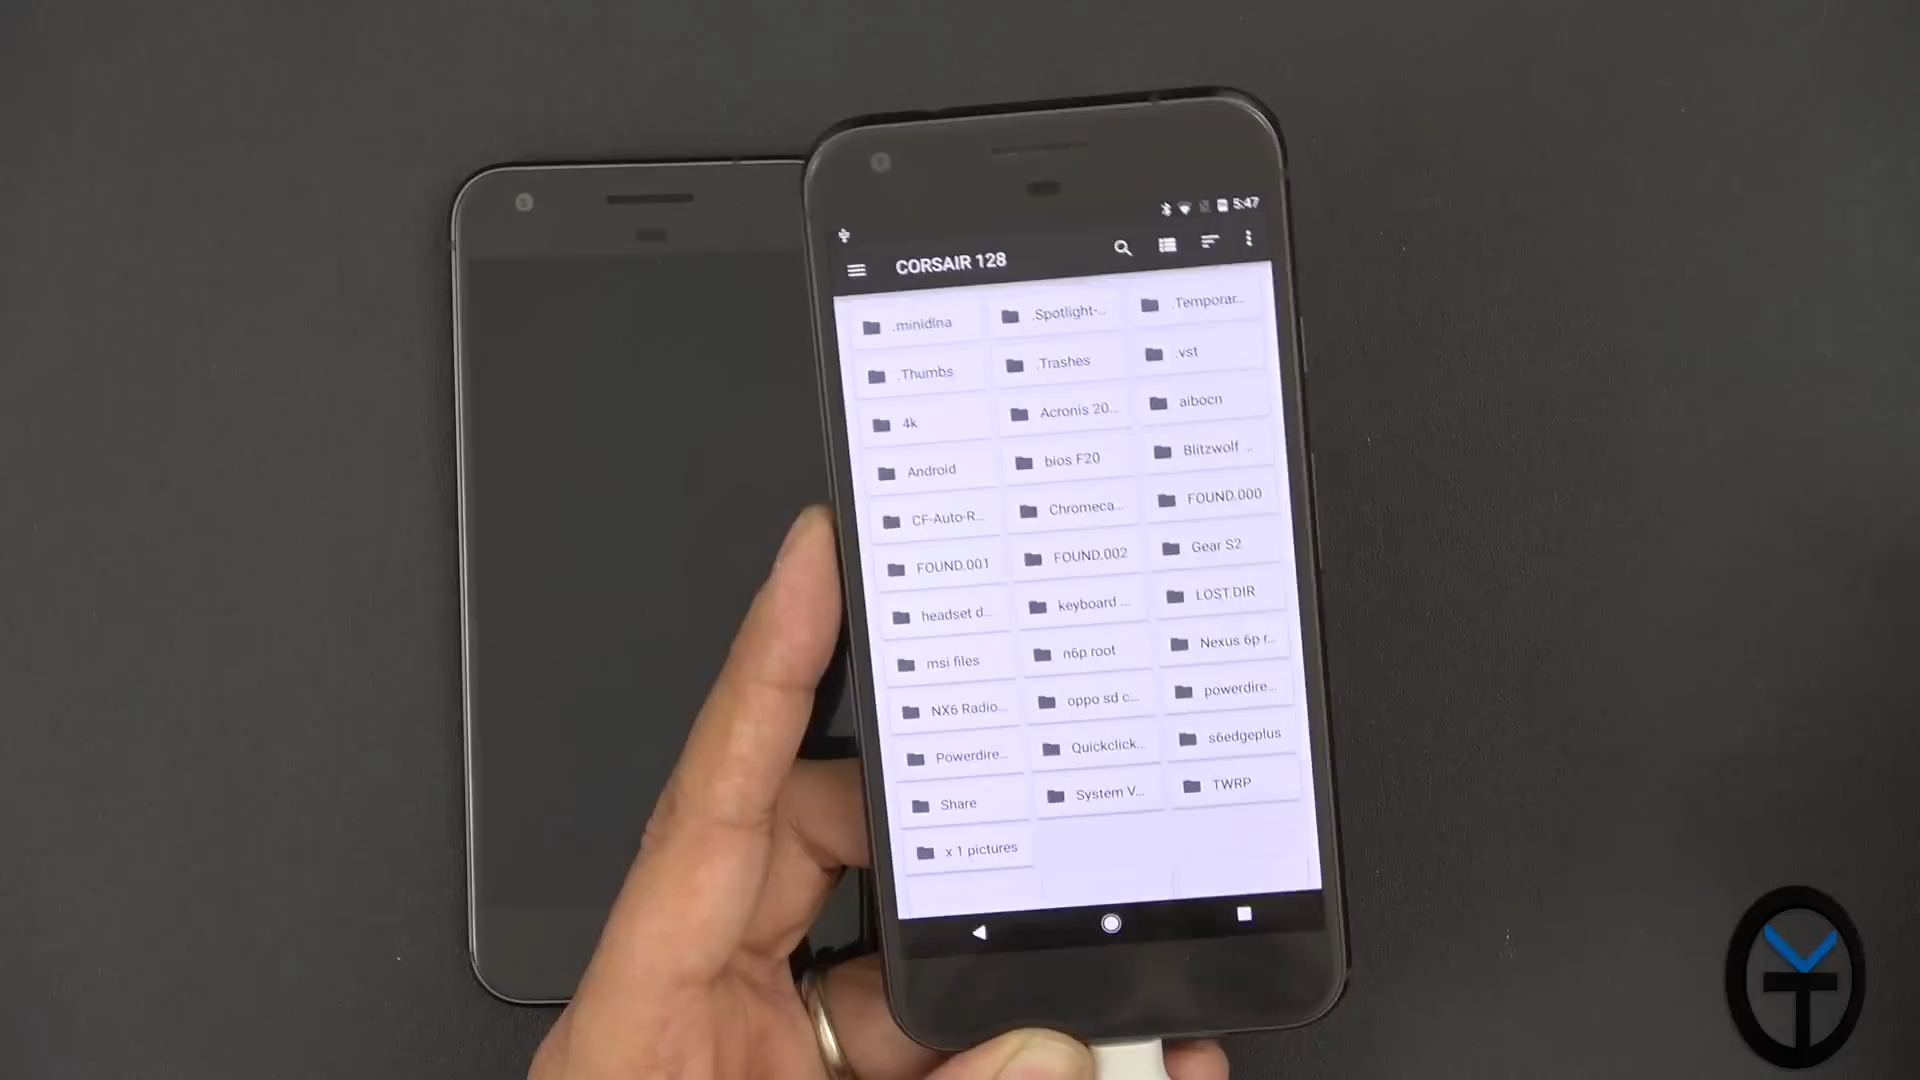 5:47
CORSAIR 128
.minidlna .Spotlight-... .Temporar...
.Thumbs .Trashes .vst
4k Acronis 20... aibocn
Android bios F20 Blitzwolf ...
CF-Auto-R... Chromeca... FOUND.000
FOUND.001 FOUND.002 Gear S2
headset d... keyboard ... LOST.DIR
msi files n6p root Nexus 6p r...
NX6 Radio... oppo sd c... powerdire...
Powerdire... Quickclick... s6edgeplus
Share System V... TWRP
x 1 pictures